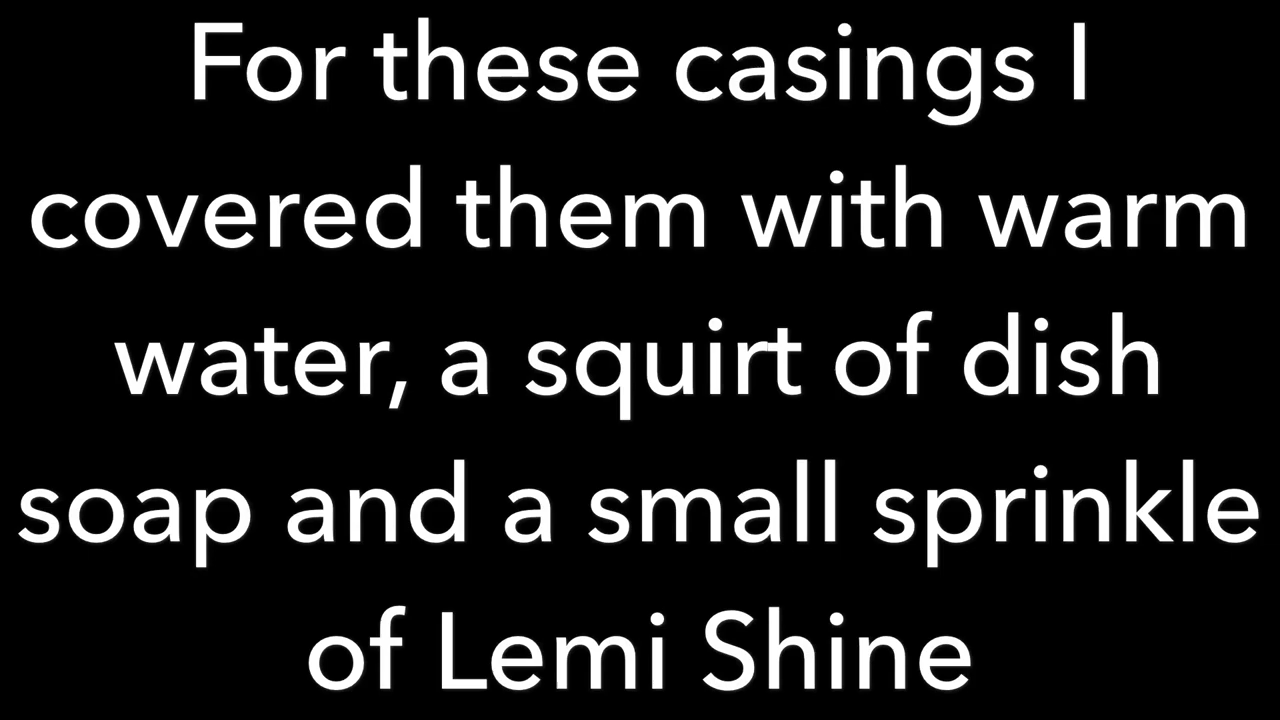 For these casings I
covered them with warm
water, a squirt of dish
soap and a small sprinkle
of Lemi Shine